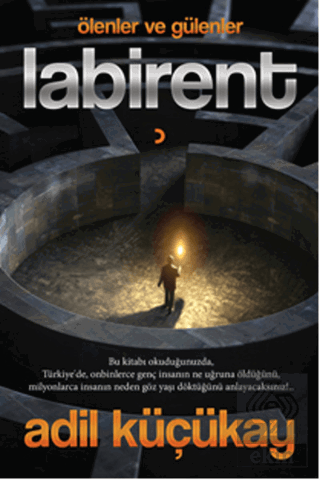 ölenler ve gülenler
labirent
Bu kitabı okuduğunuzda,
Türkiye'de, onbinlerce genç insanın ne uğruna öldüğünü,
milyonlarca insanın neden göz yaşı döktüğünü anlayacaksınız!..
adil küçükay